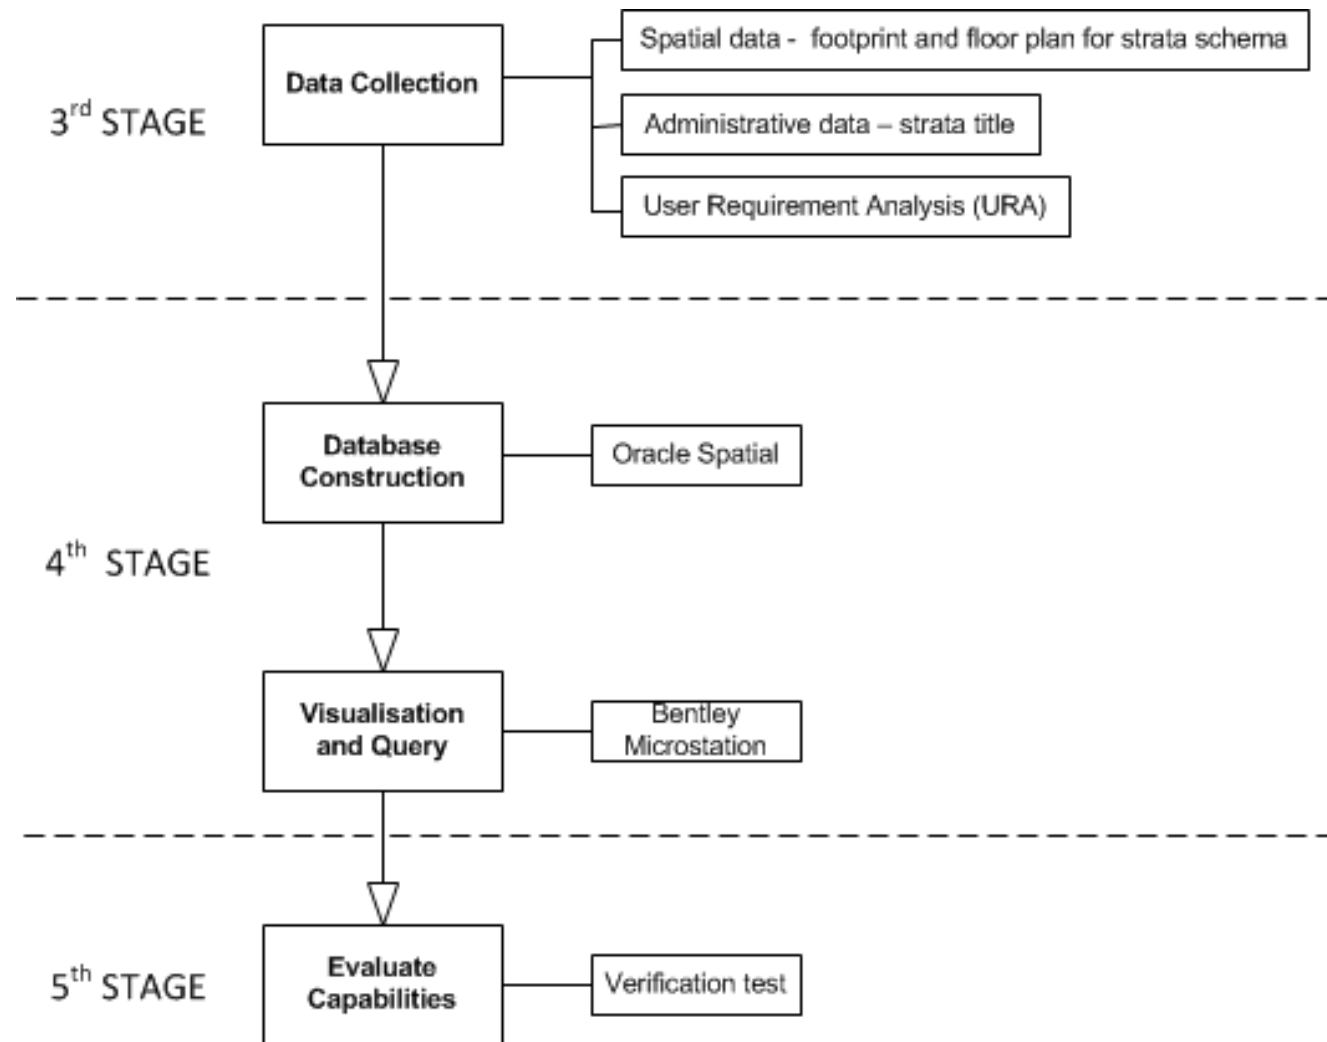 3rd STAGE
Data Collection
Spatial data - footprint and floor plan for strata schema
Administrative data – strata title
User Requirement Analysis (URA)
4th STAGE
Database
Construction
Oracle Spatial
Visualisation
and Query
Bentley
Microstation
5th STAGE
Evaluate
Capabilities
Verification test